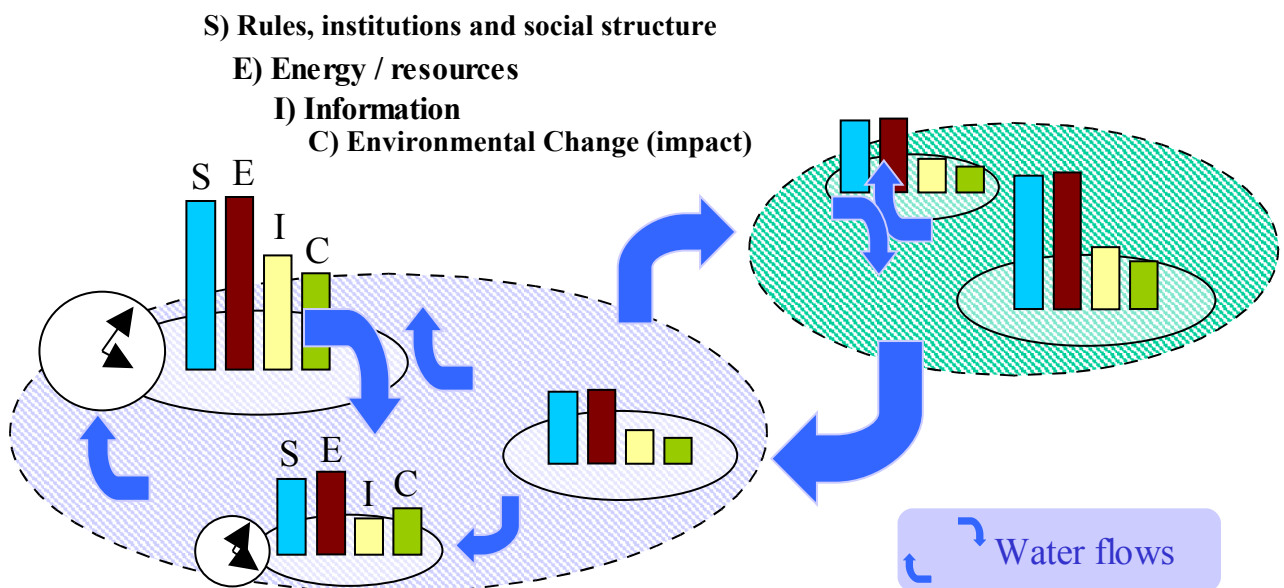 S) Rules, institutions and social structure
E) Energy / resources
I) Information
C) Environmental Change (impact)
S E I C
S E I C
Water flows